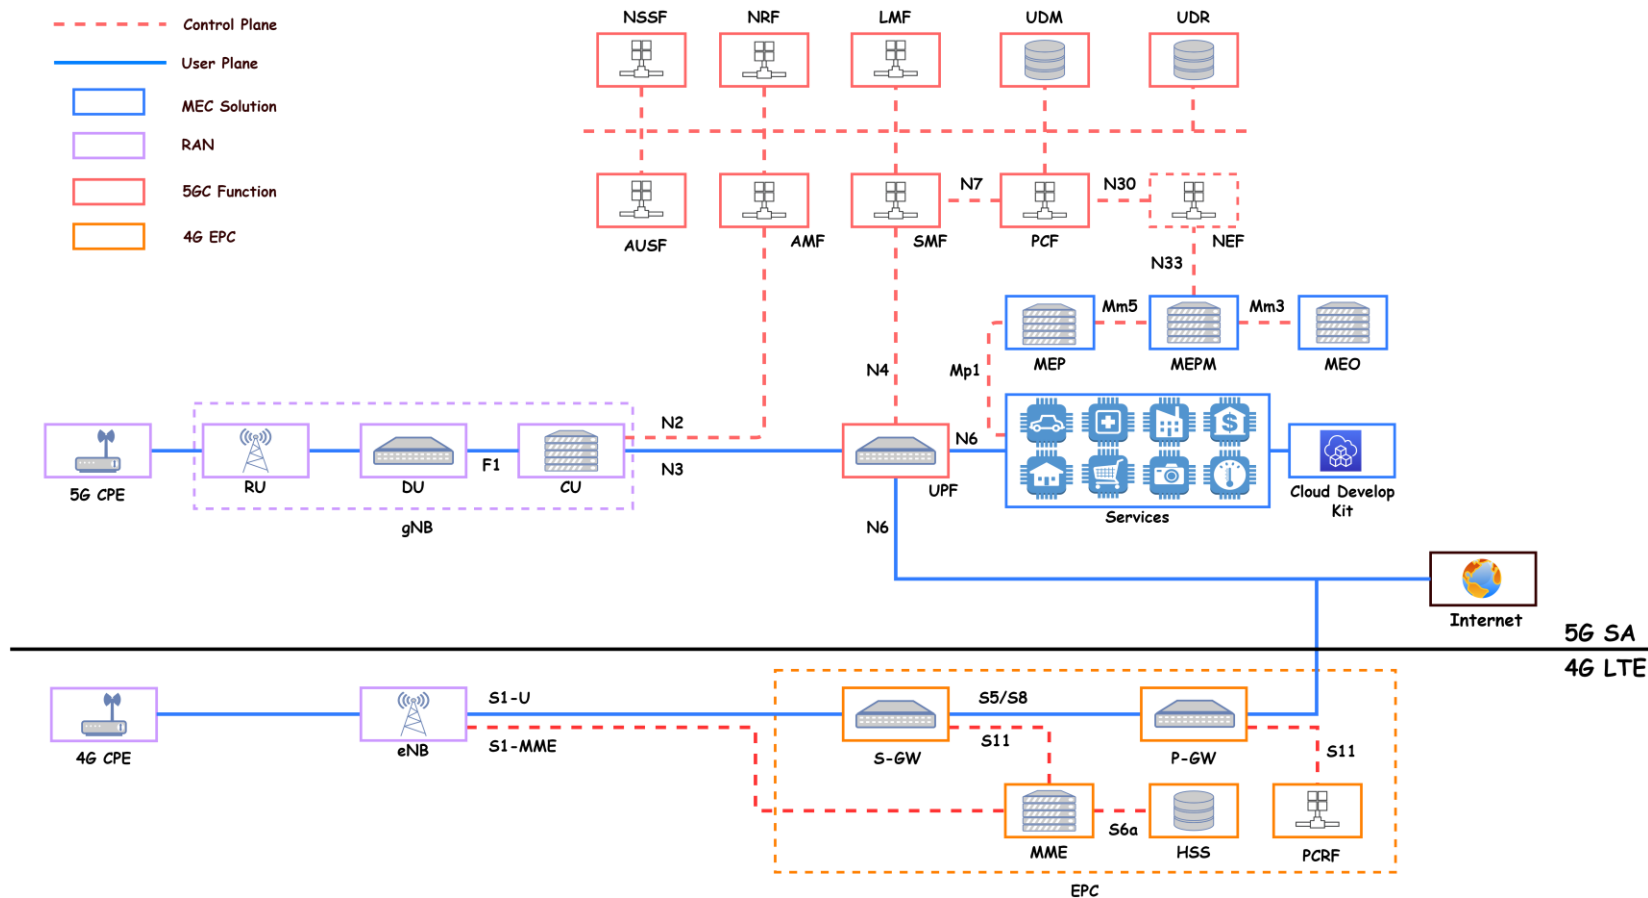 Control Plane
User Plane
MEC Solution
RAN
5GC Function
4G EPC
NSSF
NRF
LMF
UDM
UDR
AUSF
AMF
SMF
N7
PCF
N30
NEF
N33
MEP
Mm5
MEPM
Mm3
MEO
N4
Mp1
N2
N3
N6
5G CPE
RU
DU
F1
CU
gNB
UPF
N6
Services
Cloud Develop
Kit
Internet
5G SA
4G LTE
4G CPE
eNB
S1-U
S1-MME
S-GW
S5/S8
S11
P-GW
S11
MME
S6a
HSS
PCRF
EPC